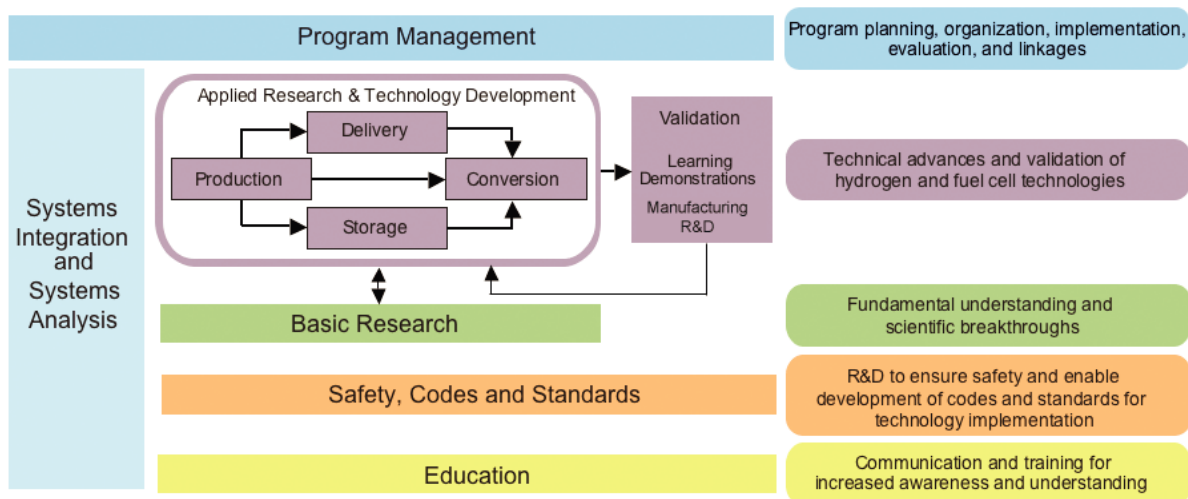 Program Management
Program planning, organization, implementation,
evaluation, and linkages
Systems
Integration
and
Systems
Analysis
Applied Research & Technology Development
Delivery
Production
Conversion
Storage
Validation
Learning
Demonstrations
Manufacturing
R&D
Technical advances and validation of
hydrogen and fuel cell technologies
Basic Research
Fundamental understanding and
scientific breakthroughs
Safety, Codes and Standards
R&D to ensure safety and enable
development of codes and standards for
technology implementation
Education
Communication and training for
increased awareness and understanding